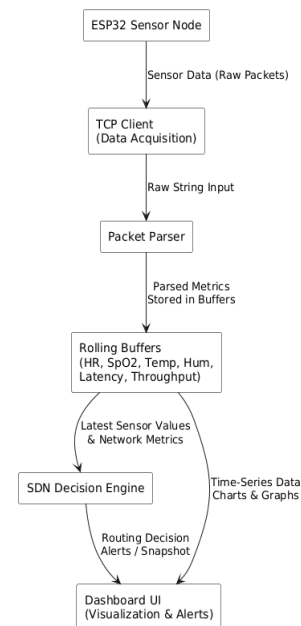 ESP32 Sensor Node
Sensor Data (Raw Packets)
TCP Client
(Data Acquisition)
Raw String Input
Packet Parser
Parsed Metrics
Stored in Buffers
Rolling Buffers
(HR, SpO2, Temp, Hum,
Latency, Throughput)
Latest Sensor Values
& Network Metrics
SDN Decision Engine
Time-Series Data
Charts & Graphs
Routing Decision
Alerts / Snapshot
Dashboard UI
(Visualization & Alerts)